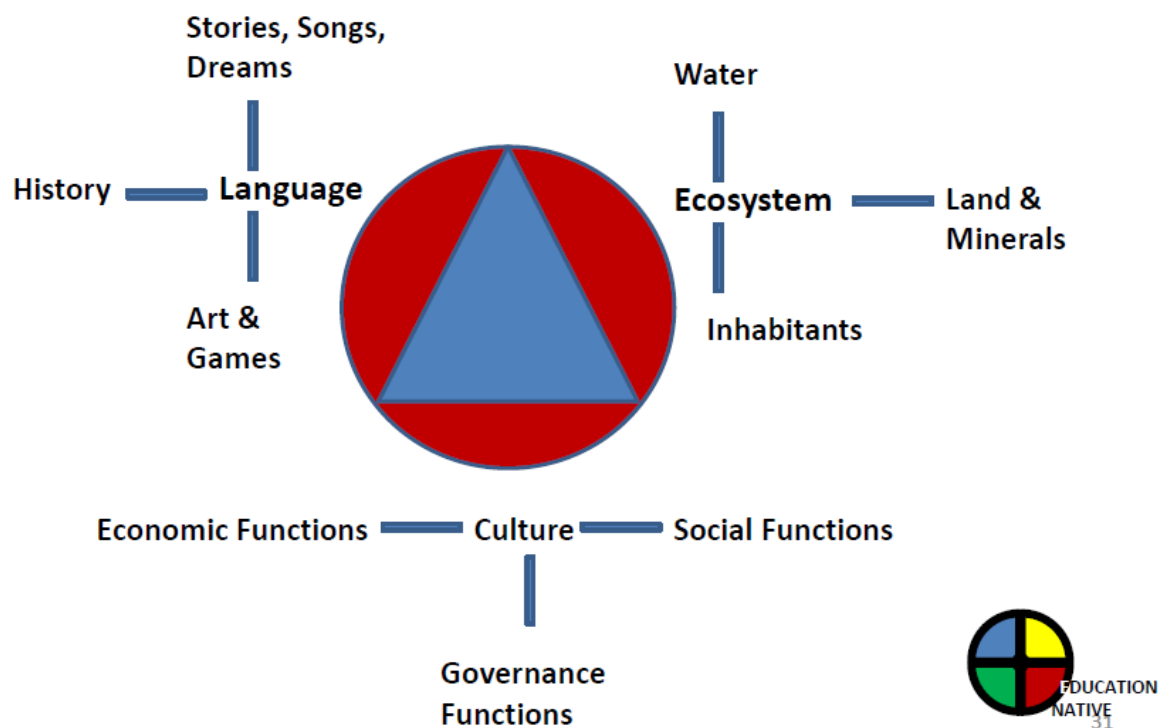 Stories, Songs,
Dreams
Water
History
Language
Ecosystem
Land &
Minerals
Art &
Games
Inhabitants
Economic Functions
Culture
Social Functions
Governance
Functions
EDUCATION
NATIVE
31